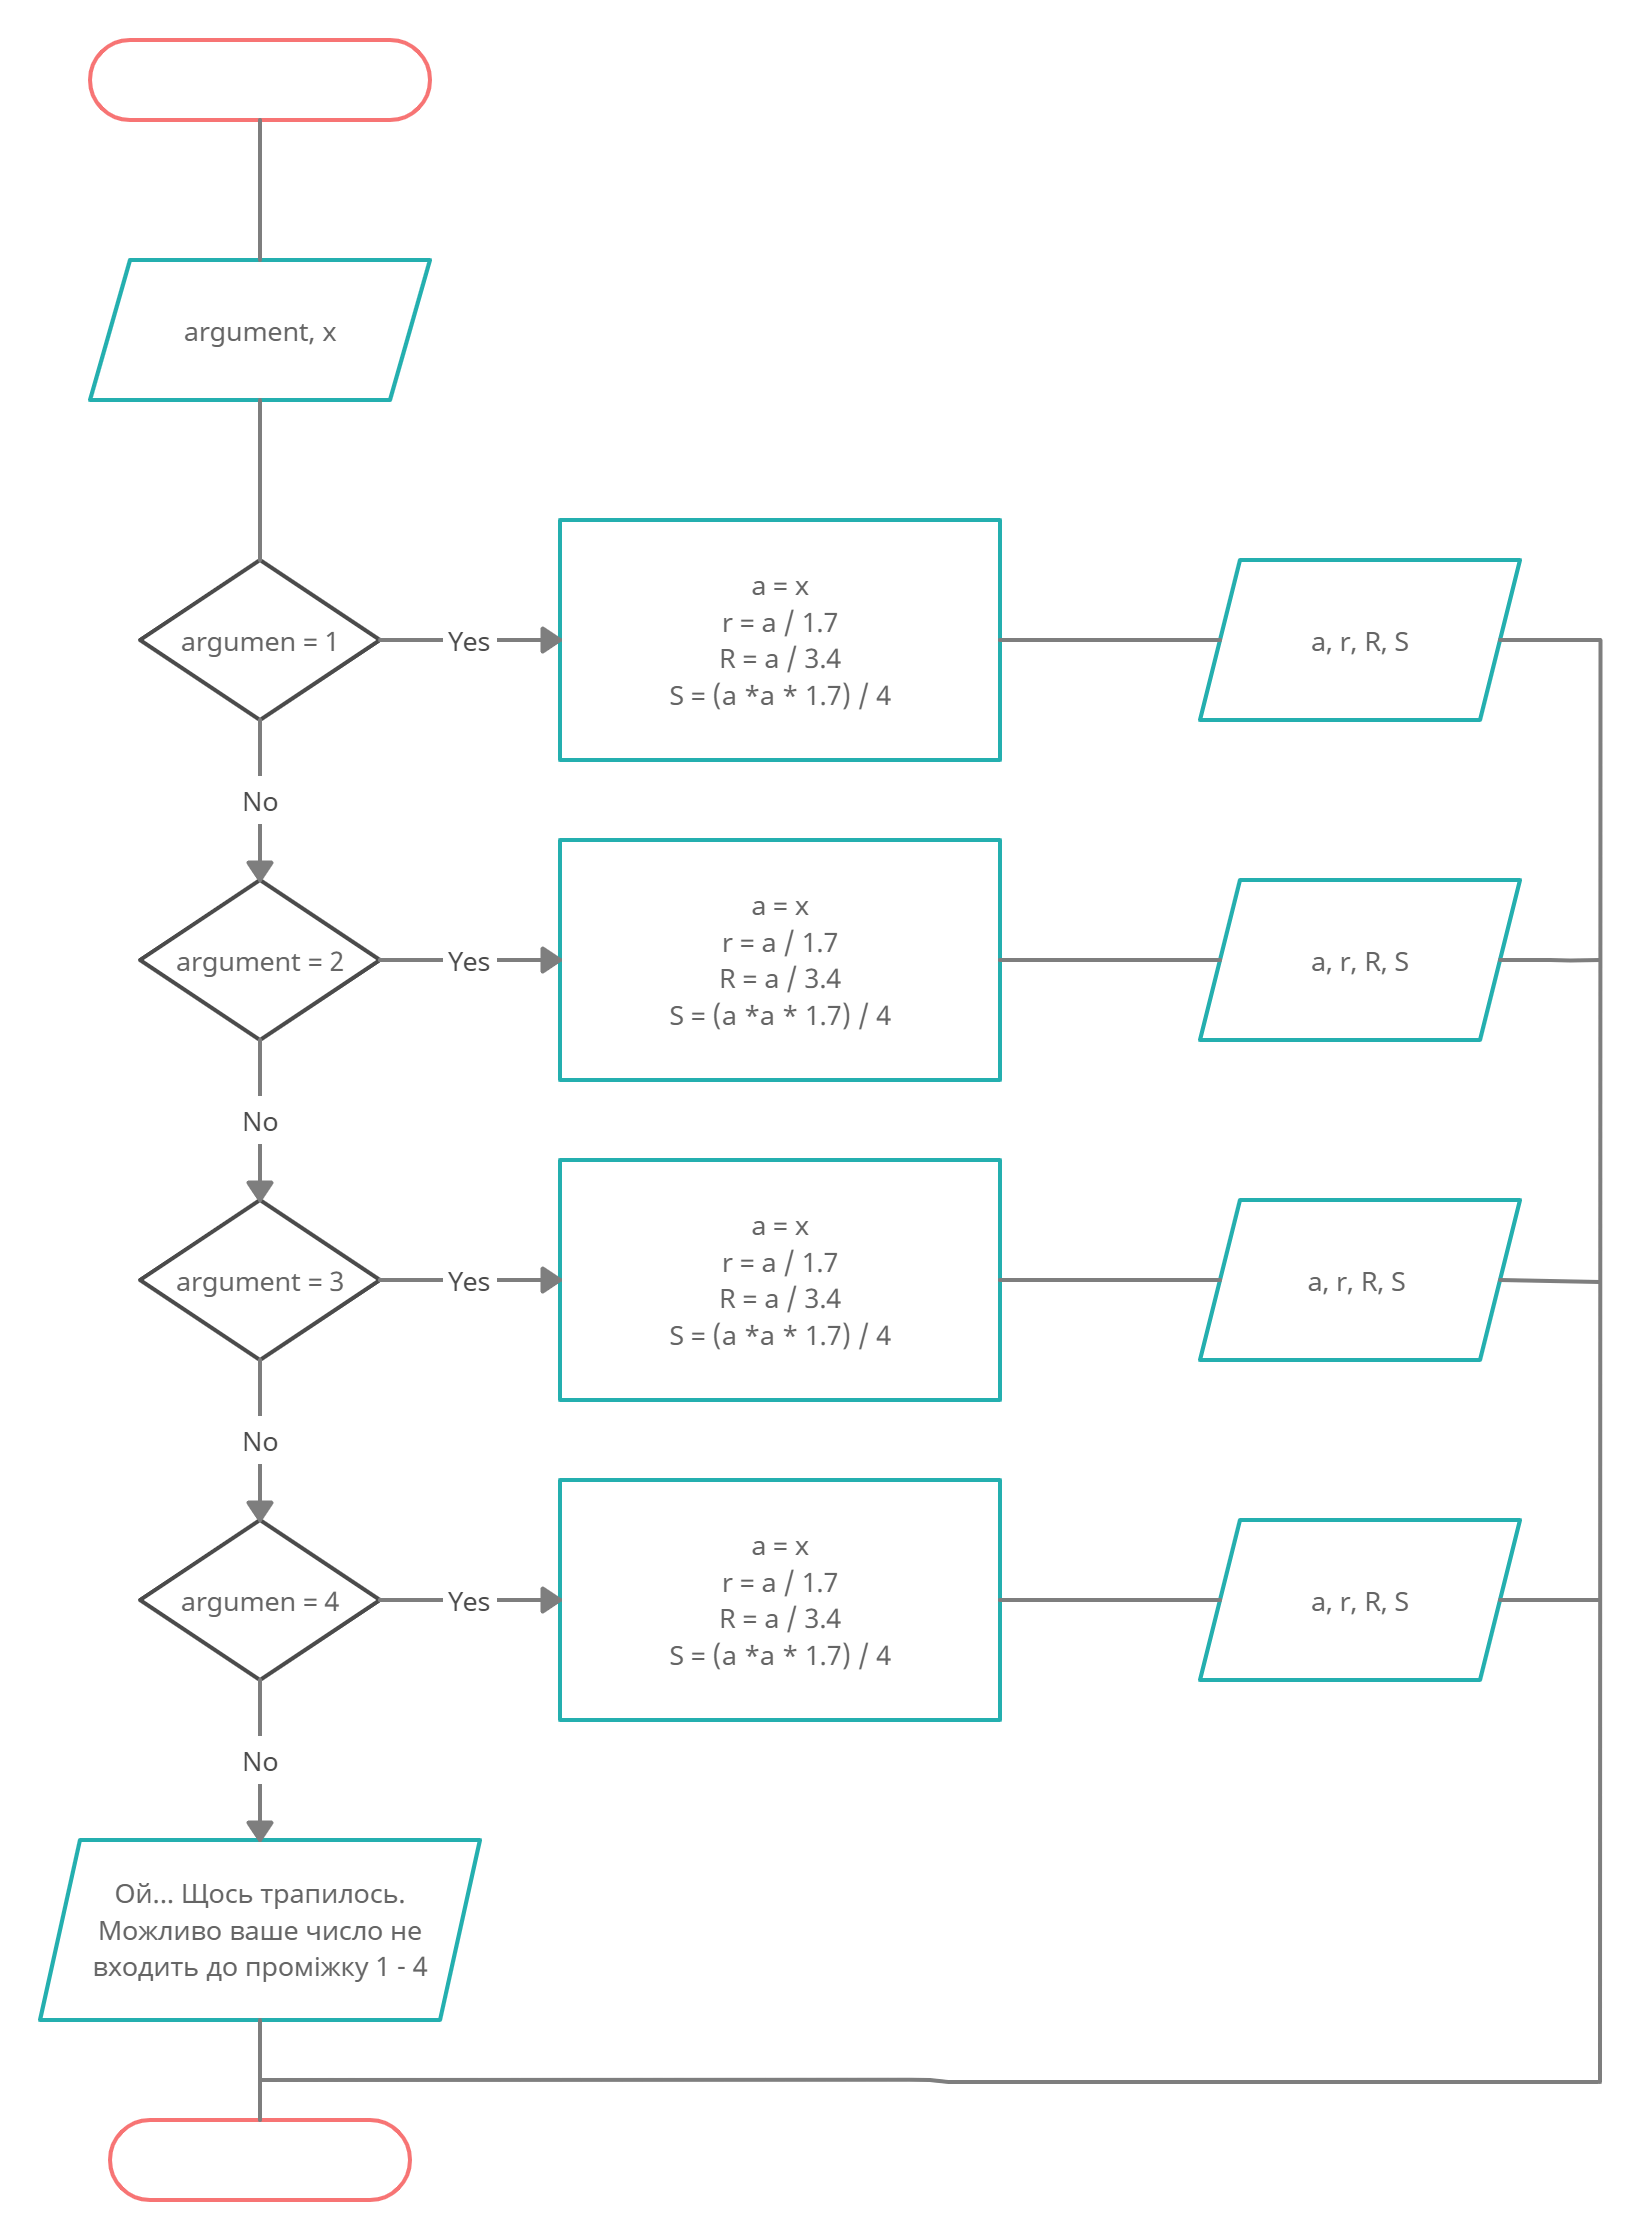 argument, x
argumen = 1
Yes
a = x
r = a / 1.7
R = a / 3.4
S = (a *a * 1.7) / 4
a, r, R, S
No
argument = 2
Yes
a = x
r = a / 1.7
R = a / 3.4
S = (a *a * 1.7) / 4
a, r, R, S
No
argument = 3
Yes
a = x
r = a / 1.7
R = a / 3.4
S = (a *a * 1.7) / 4
a, r, R, S
No
argumen = 4
Yes
a = x
r = a / 1.7
R = a / 3.4
S = (a *a * 1.7) / 4
a, r, R, S
No
Ой... Щось трапилось.
Можливо ваше число не
входить до проміжку 1 - 4